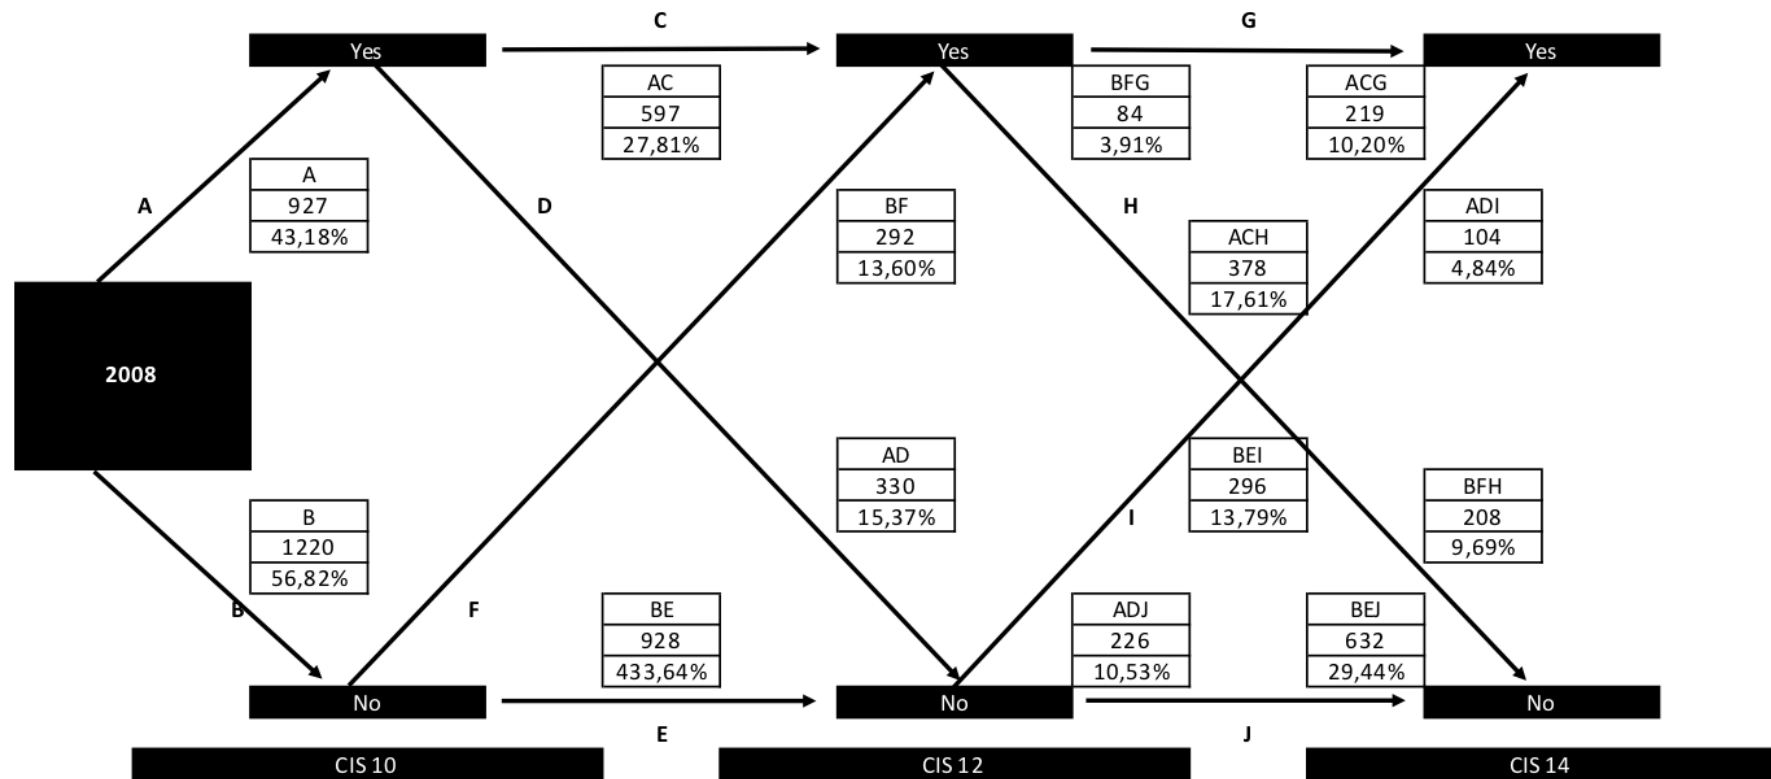 C
G
Yes
Yes
Yes
AC
597
27,81%
BFG
84
3,91%
ACG
219
10,20%
A
A
927
43,18%
D
BF
292
13,60%
H
ACH
378
17,61%
ADI
104
4,84%
2008
B
1220
56,82%
B
F
AD
330
15,37%
I
BEI
296
13,79%
BFH
208
9,69%
BE
928
433,64%
ADJ
226
10,53%
BEJ
632
29,44%
No
No
No
E
J
CIS 10
CIS 12
CIS 14